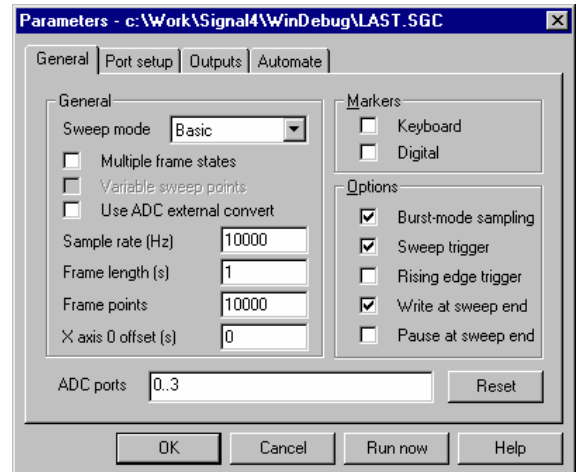 Parameters - c:\Work\Signal4\WinDebug\LAST.SGC
General Port setup Outputs Automate
General
Sweep mode Basic
Multiple frame states
Variable sweep points
Use ADC external convert
Sample rate (Hz) 10000
Frame length (s) 1
Frame points 10000
X axis 0 offset (s) 0
Markers
Keyboard
Digital
Options
Burst-mode sampling
Sweep trigger
Rising edge trigger
Write at sweep end
Pause at sweep end
ADC ports 0..3 Reset
OK Cancel Run now Help